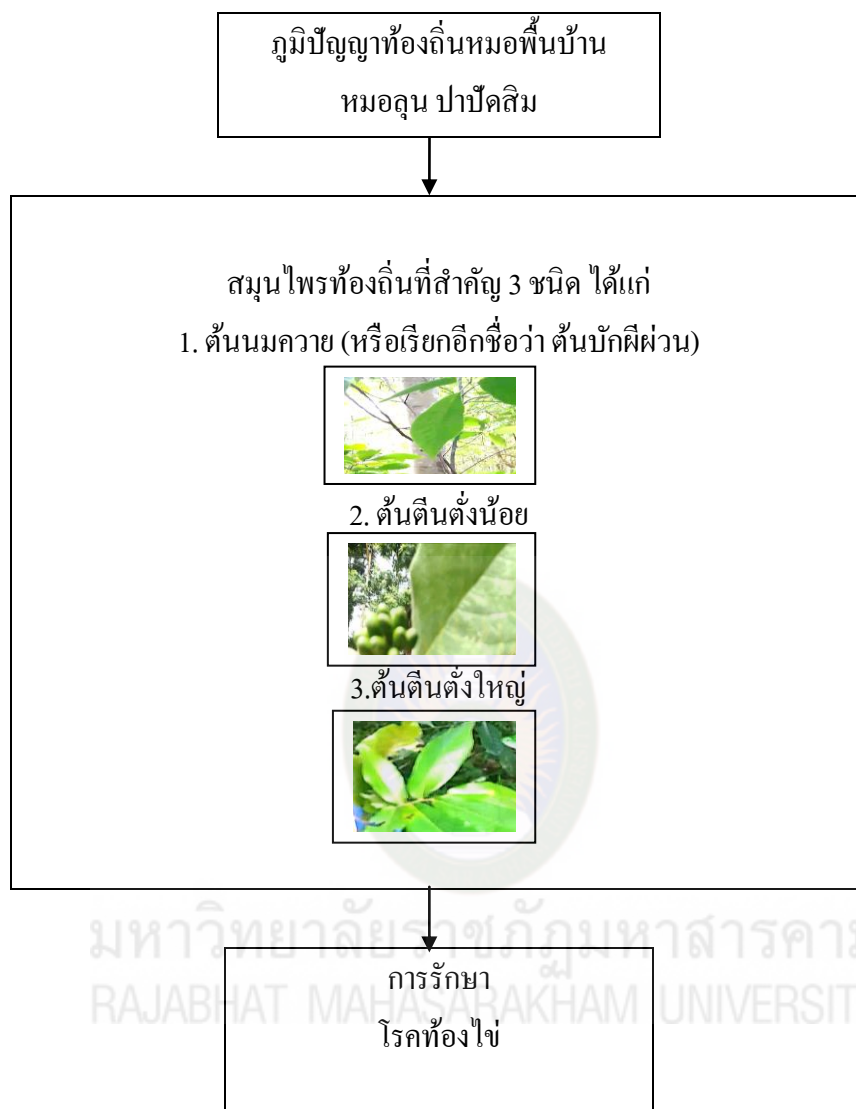 ภูมิปัญญาท้องถิ่นหมอพื้นบ้าน
หมอลุน ปาปัดสิม
สมุนไพรท้องถิ่นที่สำคัญ 3 ชนิด ได้แก่
1. ต้นนมควาย (หรือเรียกอีกชื่อว่า ต้นบักผีผ่วน)
2. ต้นตีนตั่งน้อย
3.ต้นตีนตั่งใหญ่
มหาวิทยาลัยราชภัฏมหาสารคาม
RAJABHAT MAHASARAKHAM UNIVERSIT
การรักษา
โรคท้องไข่